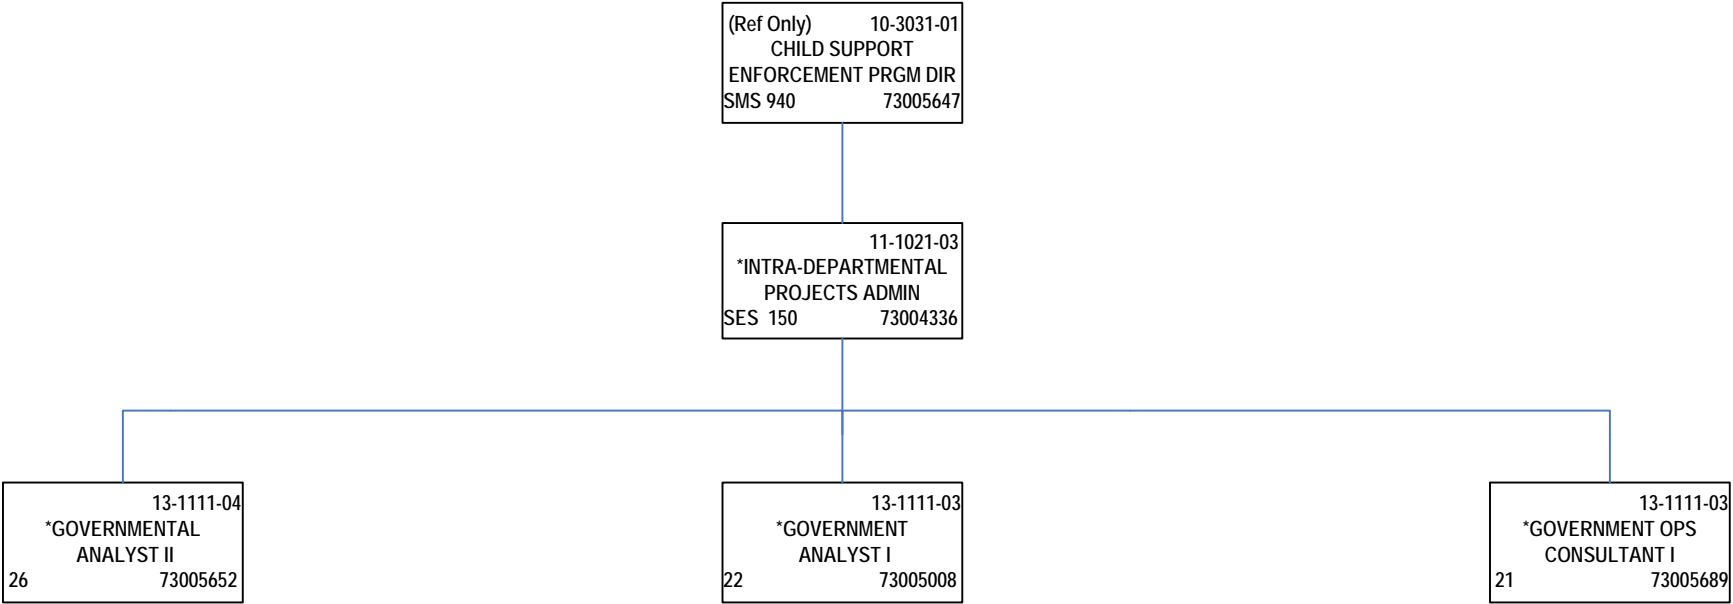 (Ref Only) 10-3031-01
CHILD SUPPORT
ENFORCEMENT PRGM DIR
SMS 940 73005647
11-1021-03
*INTRA-DEPARTMENTAL
PROJECTS ADMIN
SES 150 73004336
13-1111-04
*GOVERNMENTAL
ANALYST II
26 73005652
13-1111-03
*GOVERNMENT
ANALYST I
22 73005008
13-1111-03
*GOVERNMENT OPS
CONSULTANT I
21 73005689